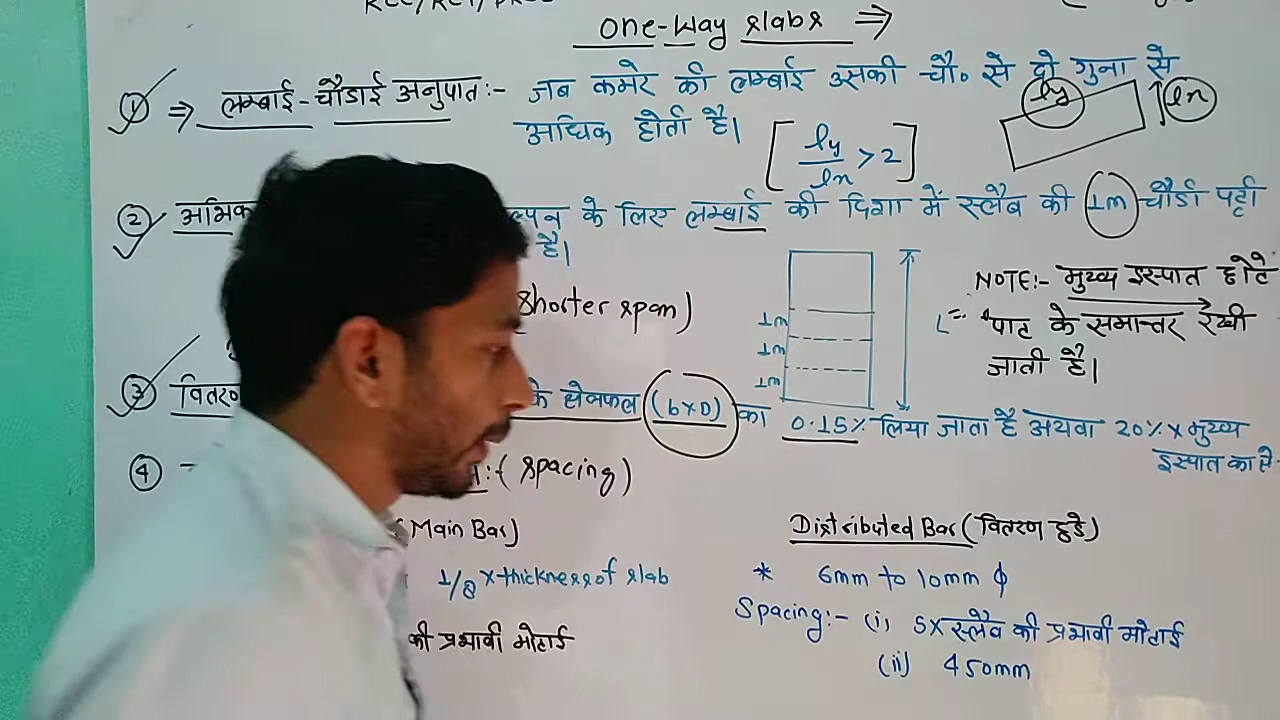 One-Way slabs ⇒
① ⇒ लम्बाई-चौडाई अनुपातः- जब कमरे की लम्बाई उसकी चौ० से दो गुना से
अधिक होती है। [ly/lx > 2] ly lx
② के लिए लम्बाई की दिशा में स्लैब की 1m चौडी पट्टी
है।
Shorter span)
1m
1m
1m
L=
NOTE:- मुख्य इस्पात छोटे
पाट के समान्तर रखी
जाती है।
③ वितरण के क्षेत्रफल (b×D) का 0.15% लिया जाता है अथवा 20% × मुख्य
इस्पात का ले
④ (spacing)
(Main Bar)
1/8 × thickness of slab
की प्रभावी मोटाई
Distributed Bar (वितरण छड़े)
* 6mm to 10mm ϕ
Spacing:- (i) 5×स्लैब की प्रभावी मोटाई
(ii) 450mm